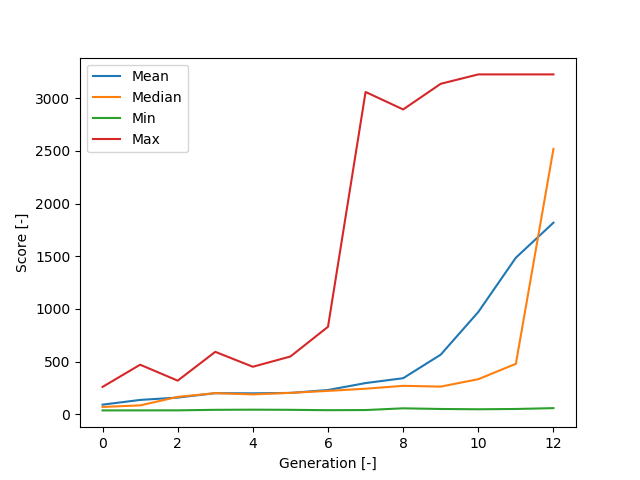 Mean
Median
Min
Max
3000
2500
2000
1500
1000
500
0
Score [-]
0 2 4 6 8 10 12
Generation [-]